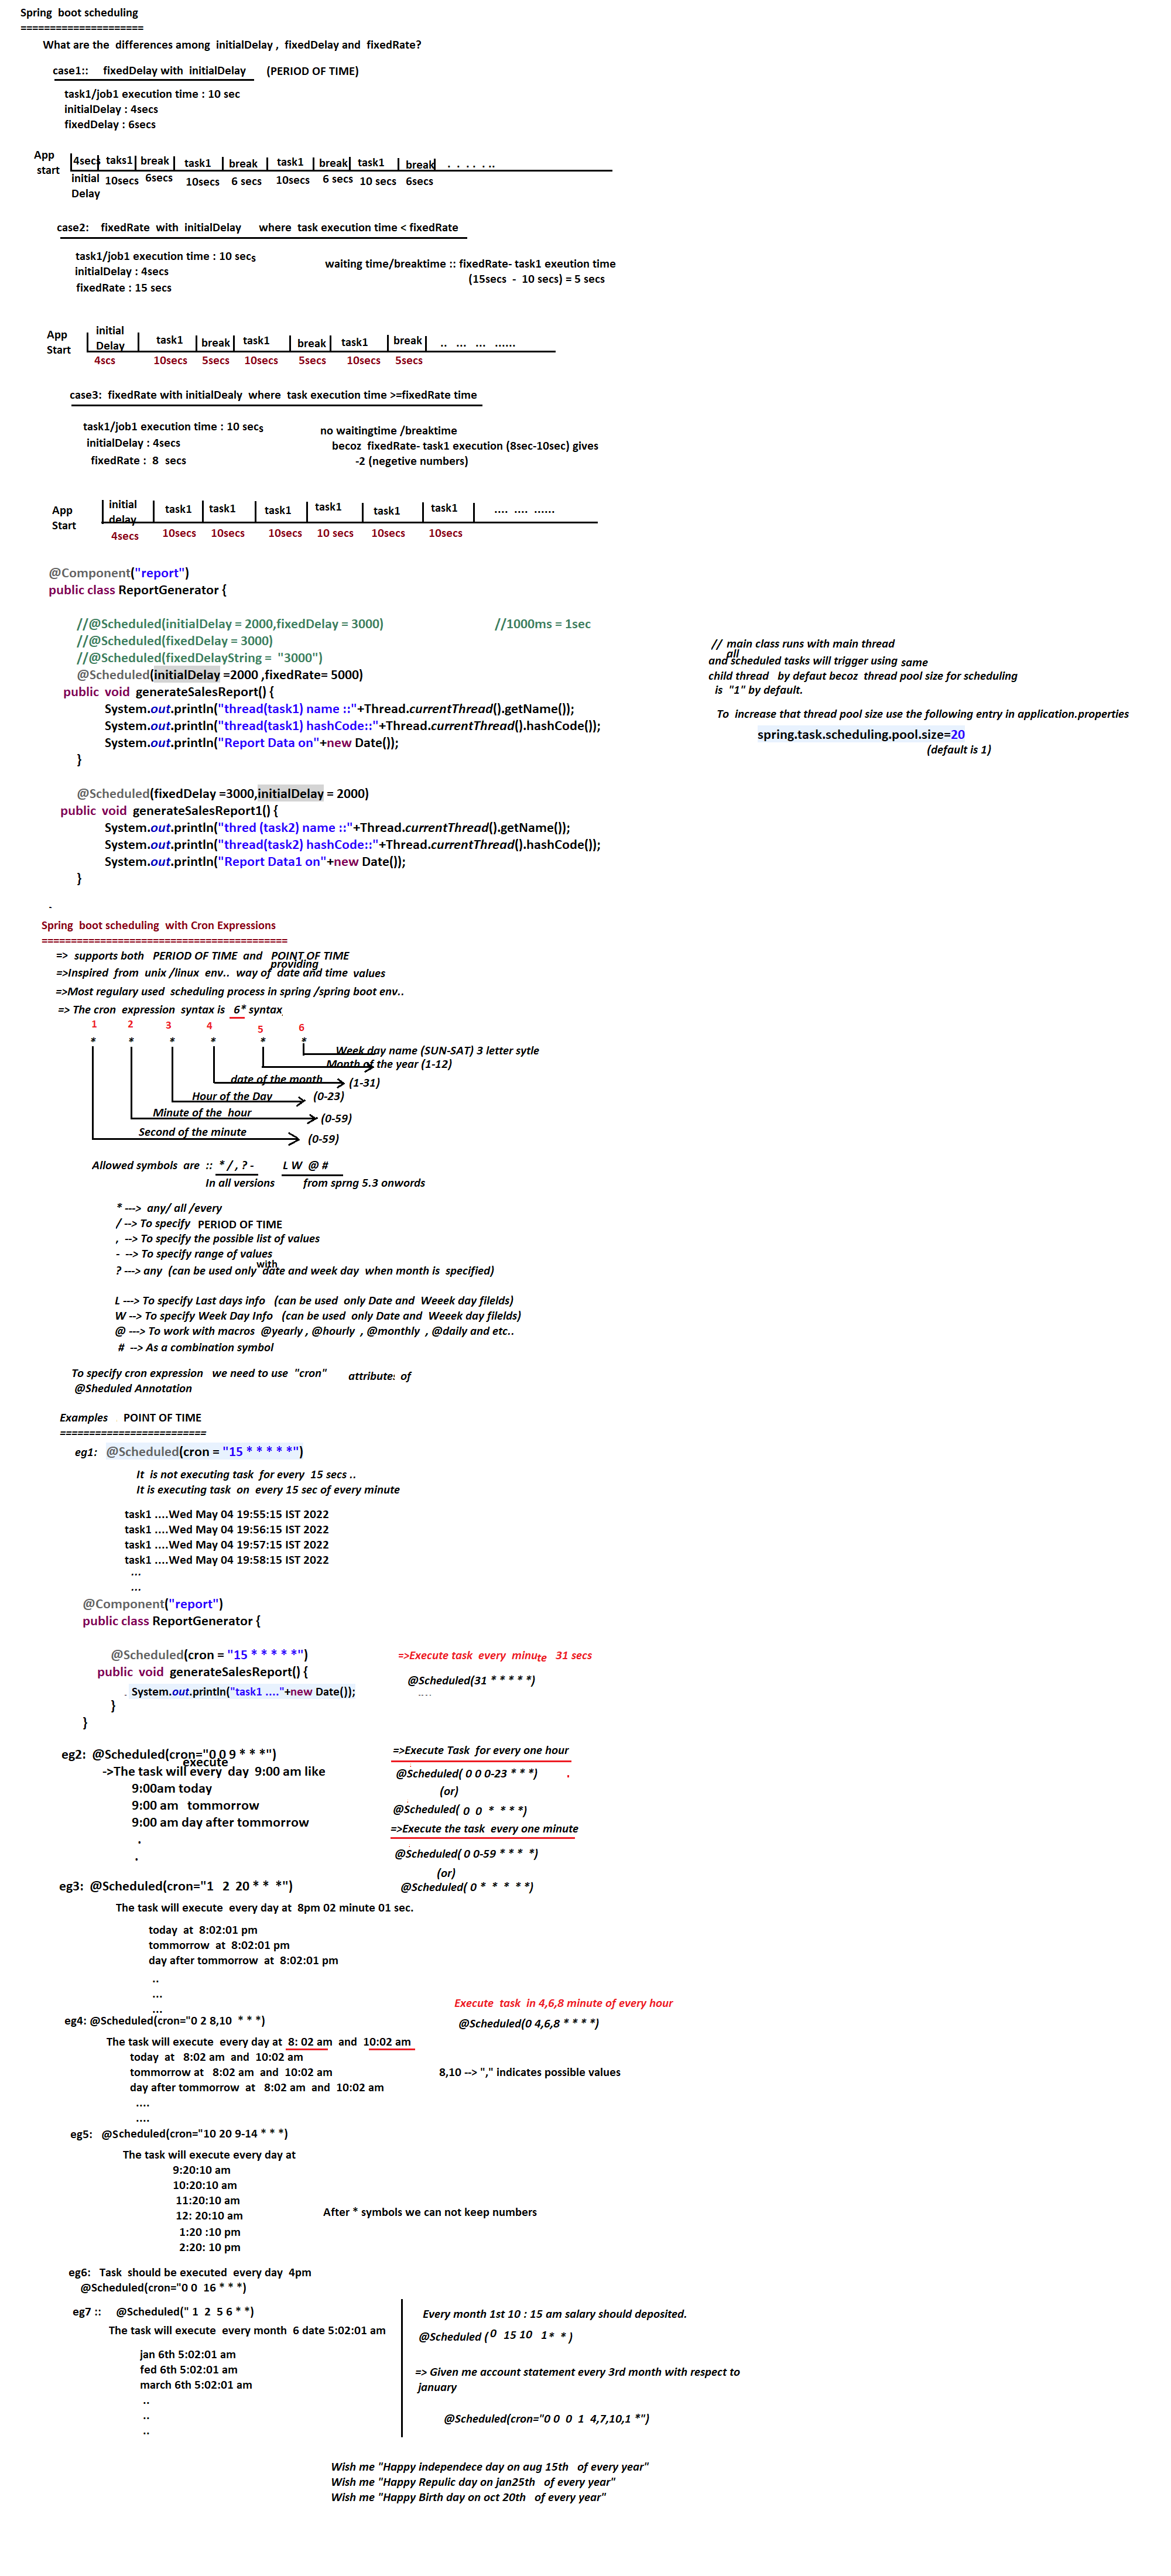 Spring boot scheduling
=====================
What are the differences among initialDelay , fixedDelay and fixedRate?
case1:: fixedDelay with initialDelay (PERIOD OF TIME)
task1/job1 execution time : 10 sec
initialDelay : 4secs
fixedDelay : 6secs
App start
4secs taks1 break task1 break task1 break task1 break . . . . . ..
initial Delay 10secs 6secs 10secs 6 secs 10secs 6 secs 10 secs 6secs
case2: fixedRate with initialDelay where task execution time < fixedRate
task1/job1 execution time : 10 secs
initialDelay : 4secs
fixedRate : 15 secs
waiting time/breaktime :: fixedRate- task1 exeution time
(15secs - 10 secs) = 5 secs
App Start
initial Delay task1 break task1 break task1 break .. ... ... ......
4scs 10secs 5secs 10secs 5secs 10secs 5secs
case3: fixedRate with initialDealy where task execution time >=fixedRate time
task1/job1 execution time : 10 secs
initialDelay : 4secs
fixedRate : 8 secs
no waitingtime /breaktime
becoz fixedRate- task1 execution (8sec-10sec) gives
-2 (negetive numbers)
App Start
initial delay task1 task1 task1 task1 task1 task1 .... .... ......
4secs 10secs 10secs 10secs 10 secs 10secs 10secs
@Component("report")
public class ReportGenerator {
//@Scheduled(initialDelay = 2000,fixedDelay = 3000) //1000ms = 1sec
//@Scheduled(fixedDelay = 3000)
//@Scheduled(fixedDelayString = "3000")
@Scheduled(initialDelay =2000 ,fixedRate= 5000)
public void generateSalesReport() {
System.out.println("thread(task1) name ::"+Thread.currentThread().getName());
System.out.println("thread(task1) hashCode::"+Thread.currentThread().hashCode());
System.out.println("Report Data on"+new Date());
}
// main class runs with main thread
all
and scheduled tasks will trigger using same
child thread by defaut becoz thread pool size for scheduling
is "1" by default.
To increase that thread pool size use the following entry in application.properties
spring.task.scheduling.pool.size=20
(default is 1)
@Scheduled(fixedDelay =3000,initialDelay = 2000)
public void generateSalesReport1() {
System.out.println("thred (task2) name ::"+Thread.currentThread().getName());
System.out.println("thread(task2) hashCode::"+Thread.currentThread().hashCode());
System.out.println("Report Data1 on"+new Date());
}
Spring boot scheduling with Cron Expressions
==========================================
=> supports both PERIOD OF TIME and POINT OF TIME
providing
=>Inspired from unix /linux env.. way of date and time values
=>Most regulary used scheduling process in spring /spring boot env..
=> The cron expression syntax is 6* syntax
1 2 3 4 5 6
* * * * * *
Week day name (SUN-SAT) 3 letter sytle
Month of the year (1-12)
date of the month (1-31)
Hour of the Day (0-23)
Minute of the hour (0-59)
Second of the minute (0-59)
Allowed symbols are :: * / , ? - L W @ #
In all versions from sprng 5.3 onwords
* ---> any/ all /every
/ --> To specify PERIOD OF TIME
, --> To specify the possible list of values
- --> To specify range of values
with
? ---> any (can be used only date and week day when month is specified)
L ---> To specify Last days info (can be used only Date and Weeek day filelds)
W --> To specify Week Day Info (can be used only Date and Weeek day filelds)
@ ---> To work with macros @yearly , @hourly , @monthly , @daily and etc..
# --> As a combination symbol
To specify cron expression we need to use "cron" attribute: of
@Sheduled Annotation
Examples POINT OF TIME
=========================
eg1: @Scheduled(cron = "15 * * * * *")
It is not executing task for every 15 secs ..
It is executing task on every 15 sec of every minute
task1 ....Wed May 04 19:55:15 IST 2022
task1 ....Wed May 04 19:56:15 IST 2022
task1 ....Wed May 04 19:57:15 IST 2022
task1 ....Wed May 04 19:58:15 IST 2022
...
...
@Component("report")
public class ReportGenerator {
@Scheduled(cron = "15 * * * * *")
public void generateSalesReport() {
System.out.println("task1 ...."+new Date());
}
}
=>Execute task every minute 31 secs
@Scheduled(31 * * * * *)
eg2: @Scheduled(cron="0 0 9 * * *")
execute
->The task will every day 9:00 am like
9:00am today
9:00 am tommorrow
9:00 am day after tommorrow
.
.
=>Execute Task for every one hour
@Scheduled( 0 0 0-23 * * *)
(or)
@Scheduled( 0 0 * * * *)
=>Execute the task every one minute
@Scheduled( 0 0-59 * * * *)
(or)
@Scheduled( 0 * * * * *)
eg3: @Scheduled(cron="1 2 20 * * *")
The task will execute every day at 8pm 02 minute 01 sec.
today at 8:02:01 pm
tommorrow at 8:02:01 pm
day after tommorrow at 8:02:01 pm
..
...
...
Execute task in 4,6,8 minute of every hour
@Scheduled(0 4,6,8 * * * *)
eg4: @Scheduled(cron="0 2 8,10 * * *)
The task will execute every day at 8: 02 am and 10:02 am
today at 8:02 am and 10:02 am
tommorrow at 8:02 am and 10:02 am
day after tommorrow at 8:02 am and 10:02 am
....
....
8,10 --> "," indicates possible values
eg5: @Scheduled(cron="10 20 9-14 * * *)
The task will execute every day at
9:20:10 am
10:20:10 am
11:20:10 am
12: 20:10 am
1:20 :10 pm
2:20: 10 pm
After * symbols we can not keep numbers
eg6: Task should be executed every day 4pm
@Scheduled(cron="0 0 16 * * *)
eg7 :: @Scheduled(" 1 2 5 6 * *)
The task will execute every month 6 date 5:02:01 am
jan 6th 5:02:01 am
fed 6th 5:02:01 am
march 6th 5:02:01 am
..
..
..
Every month 1st 10 : 15 am salary should deposited.
@Scheduled ( 0 15 10 1 * * )
=> Given me account statement every 3rd month with respect to
january
@Scheduled(cron="0 0 0 1 4,7,10,1 *")
Wish me "Happy independece day on aug 15th of every year"
Wish me "Happy Repulic day on jan25th of every year"
Wish me "Happy Birth day on oct 20th of every year"